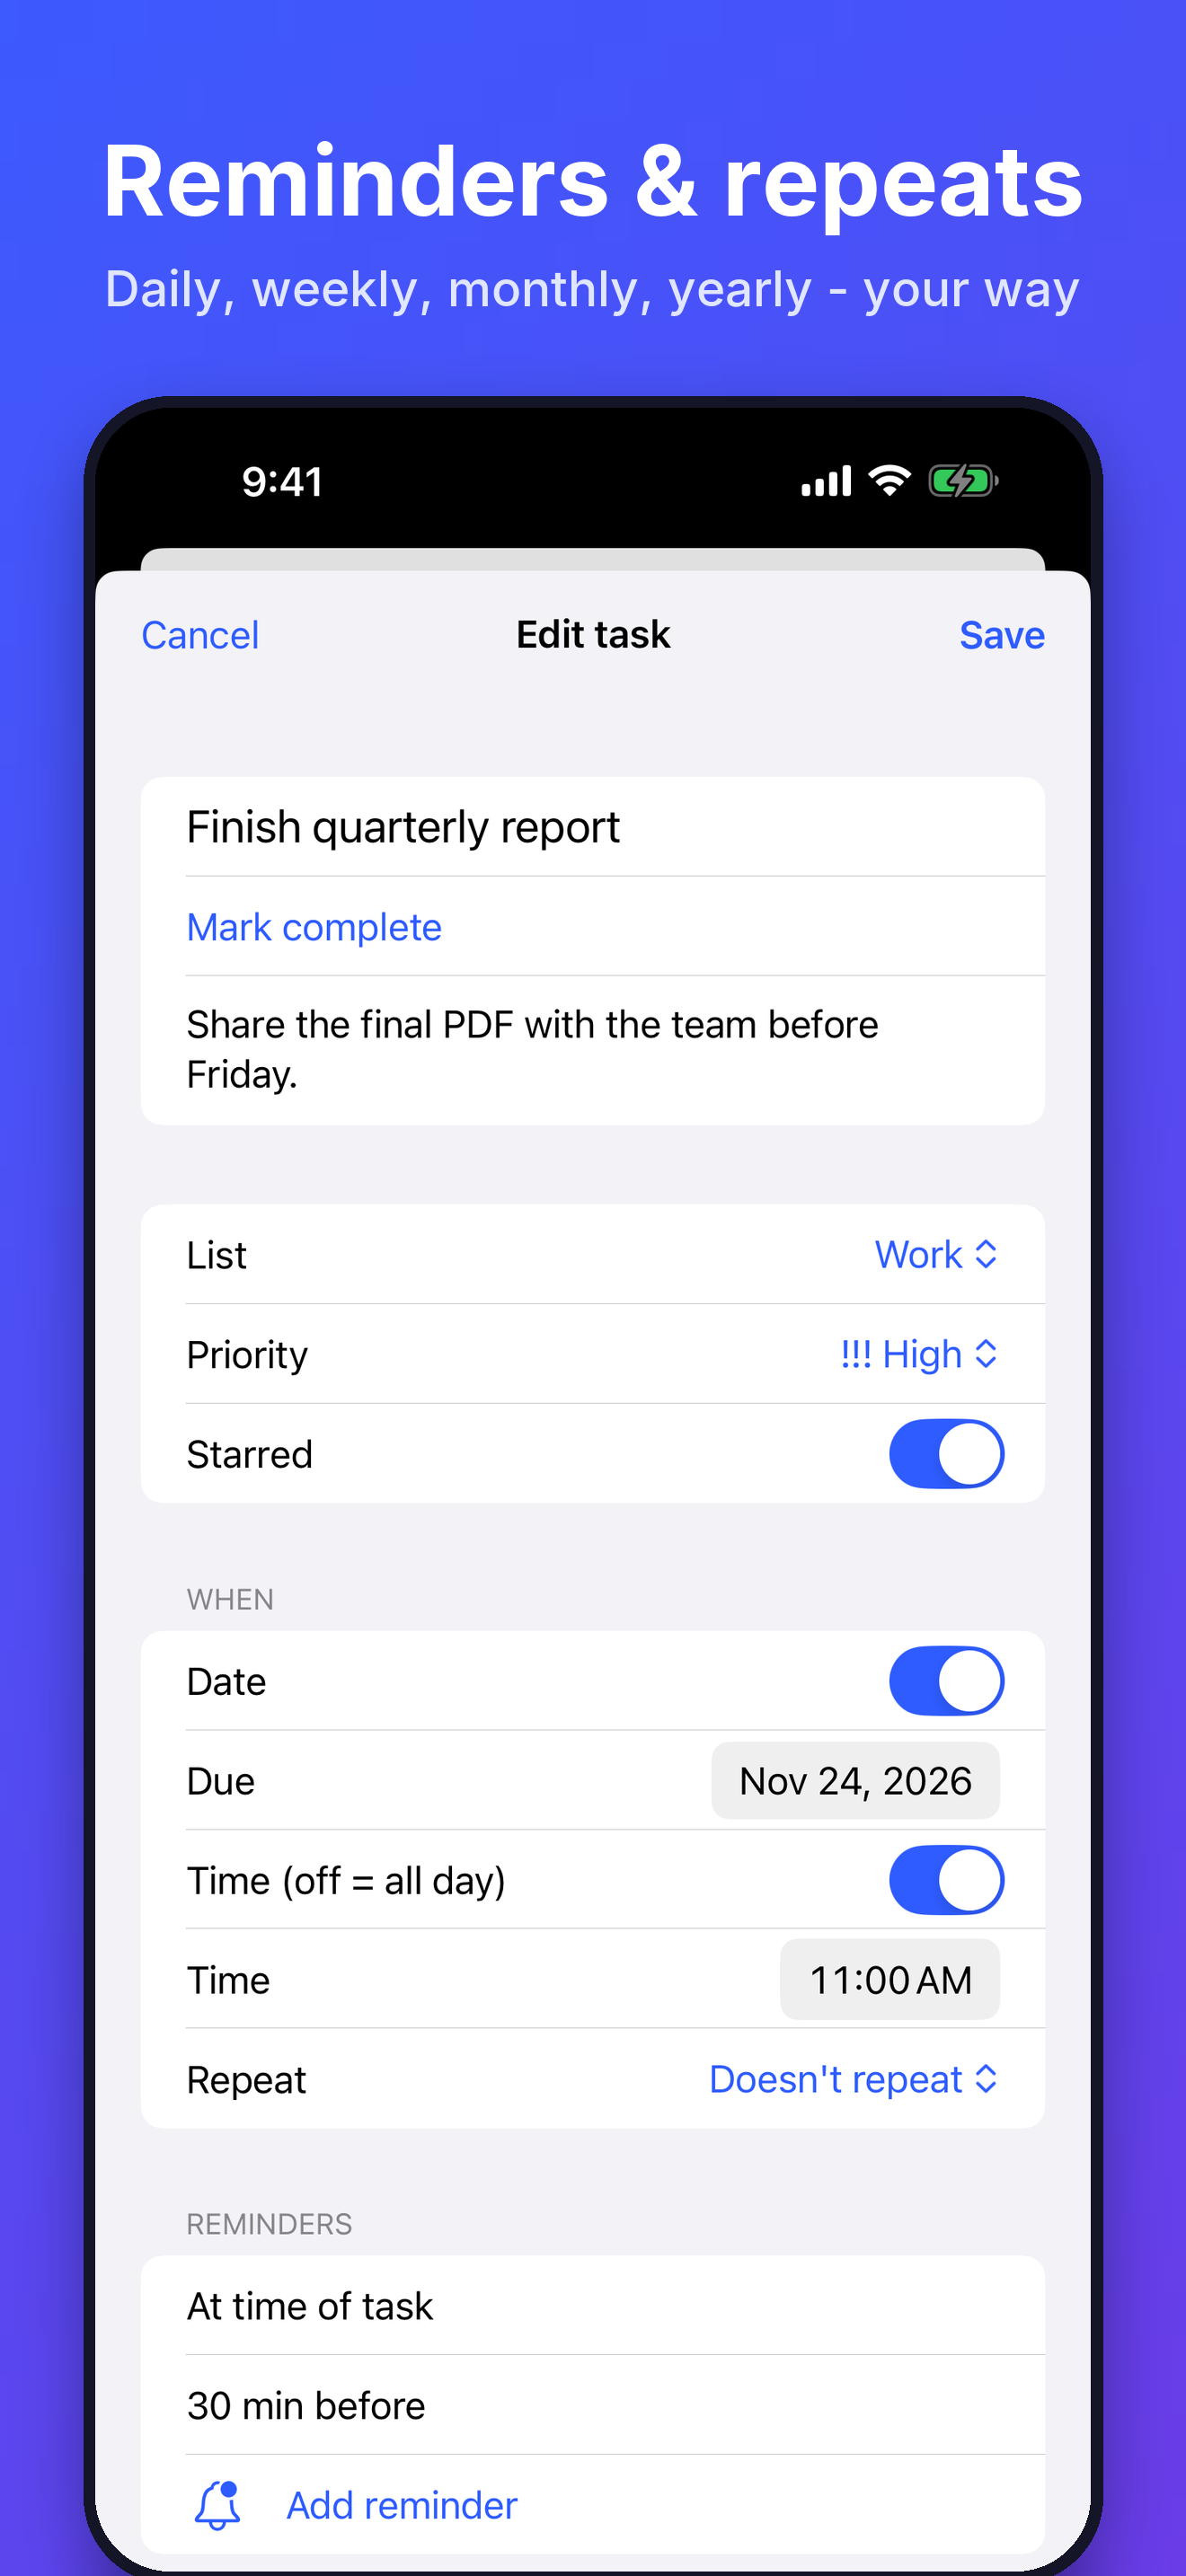 Reminders & repeats
Daily, weekly, monthly, yearly - your way
9:41
Cancel Edit task Save
Finish quarterly report
Mark complete
Share the final PDF with the team before
Friday.
List Work
Priority !!! High
Starred
WHEN
Date
Due Nov 24, 2026
Time (off = all day)
Time 11:00 AM
Repeat Doesn't repeat
REMINDERS
At time of task
30 min before
Add reminder